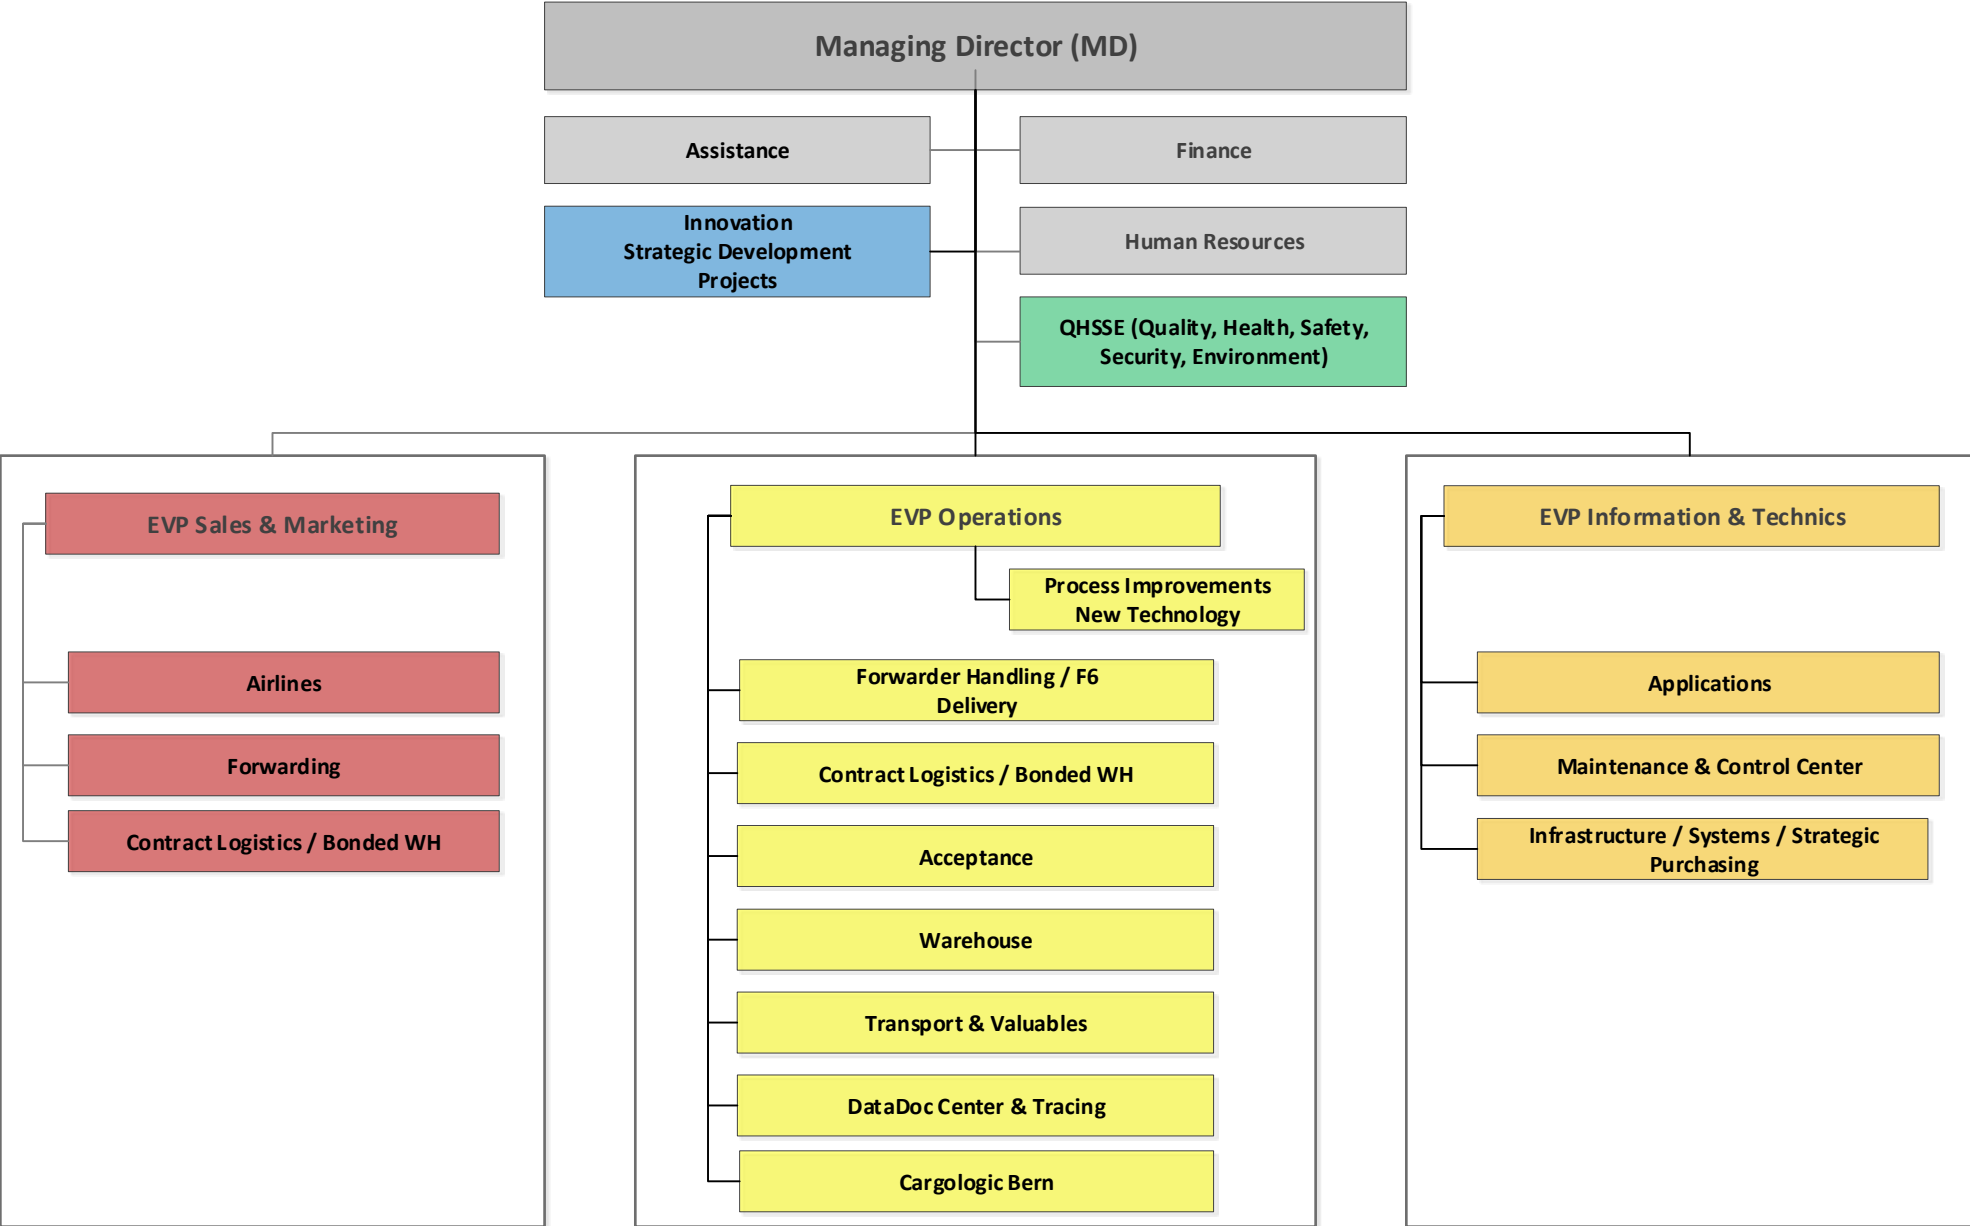 Managing Director (MD)
Assistance
Finance
Innovation
Strategic Development
Projects
Human Resources
QHSSE (Quality, Health, Safety,
Security, Environment)
EVP Sales & Marketing
Airlines
Forwarding
Contract Logistics / Bonded WH
EVP Operations
Process Improvements
New Technology
Forwarder Handling / F6
Delivery
Contract Logistics / Bonded WH
Acceptance
Warehouse
Transport & Valuables
DataDoc Center & Tracing
Cargologic Bern
EVP Information & Technics
Applications
Maintenance & Control Center
Infrastructure / Systems / Strategic
Purchasing